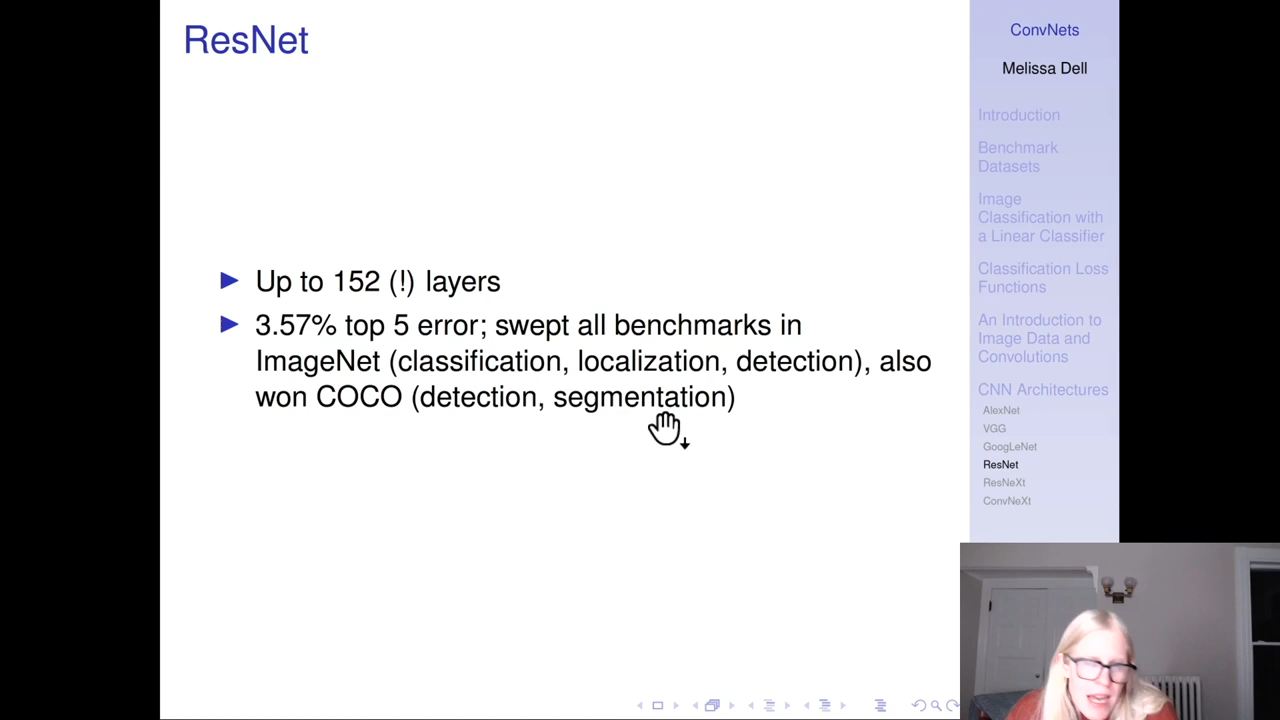 ResNet
Up to 152 (!) layers
3.57% top 5 error; swept all benchmarks in
ImageNet (classification, localization, detection), also
won COCO (detection, segmentation)
ConvNets
Melissa Dell
Introduction
Benchmark
Datasets
Image
Classification with
a Linear Classifier
Classification Loss
Functions
An Introduction to
Image Data and
Convolutions
CNN Architectures
AlexNet
VGG
GoogLeNet
ResNet
ResNeXt
ConvNeXt